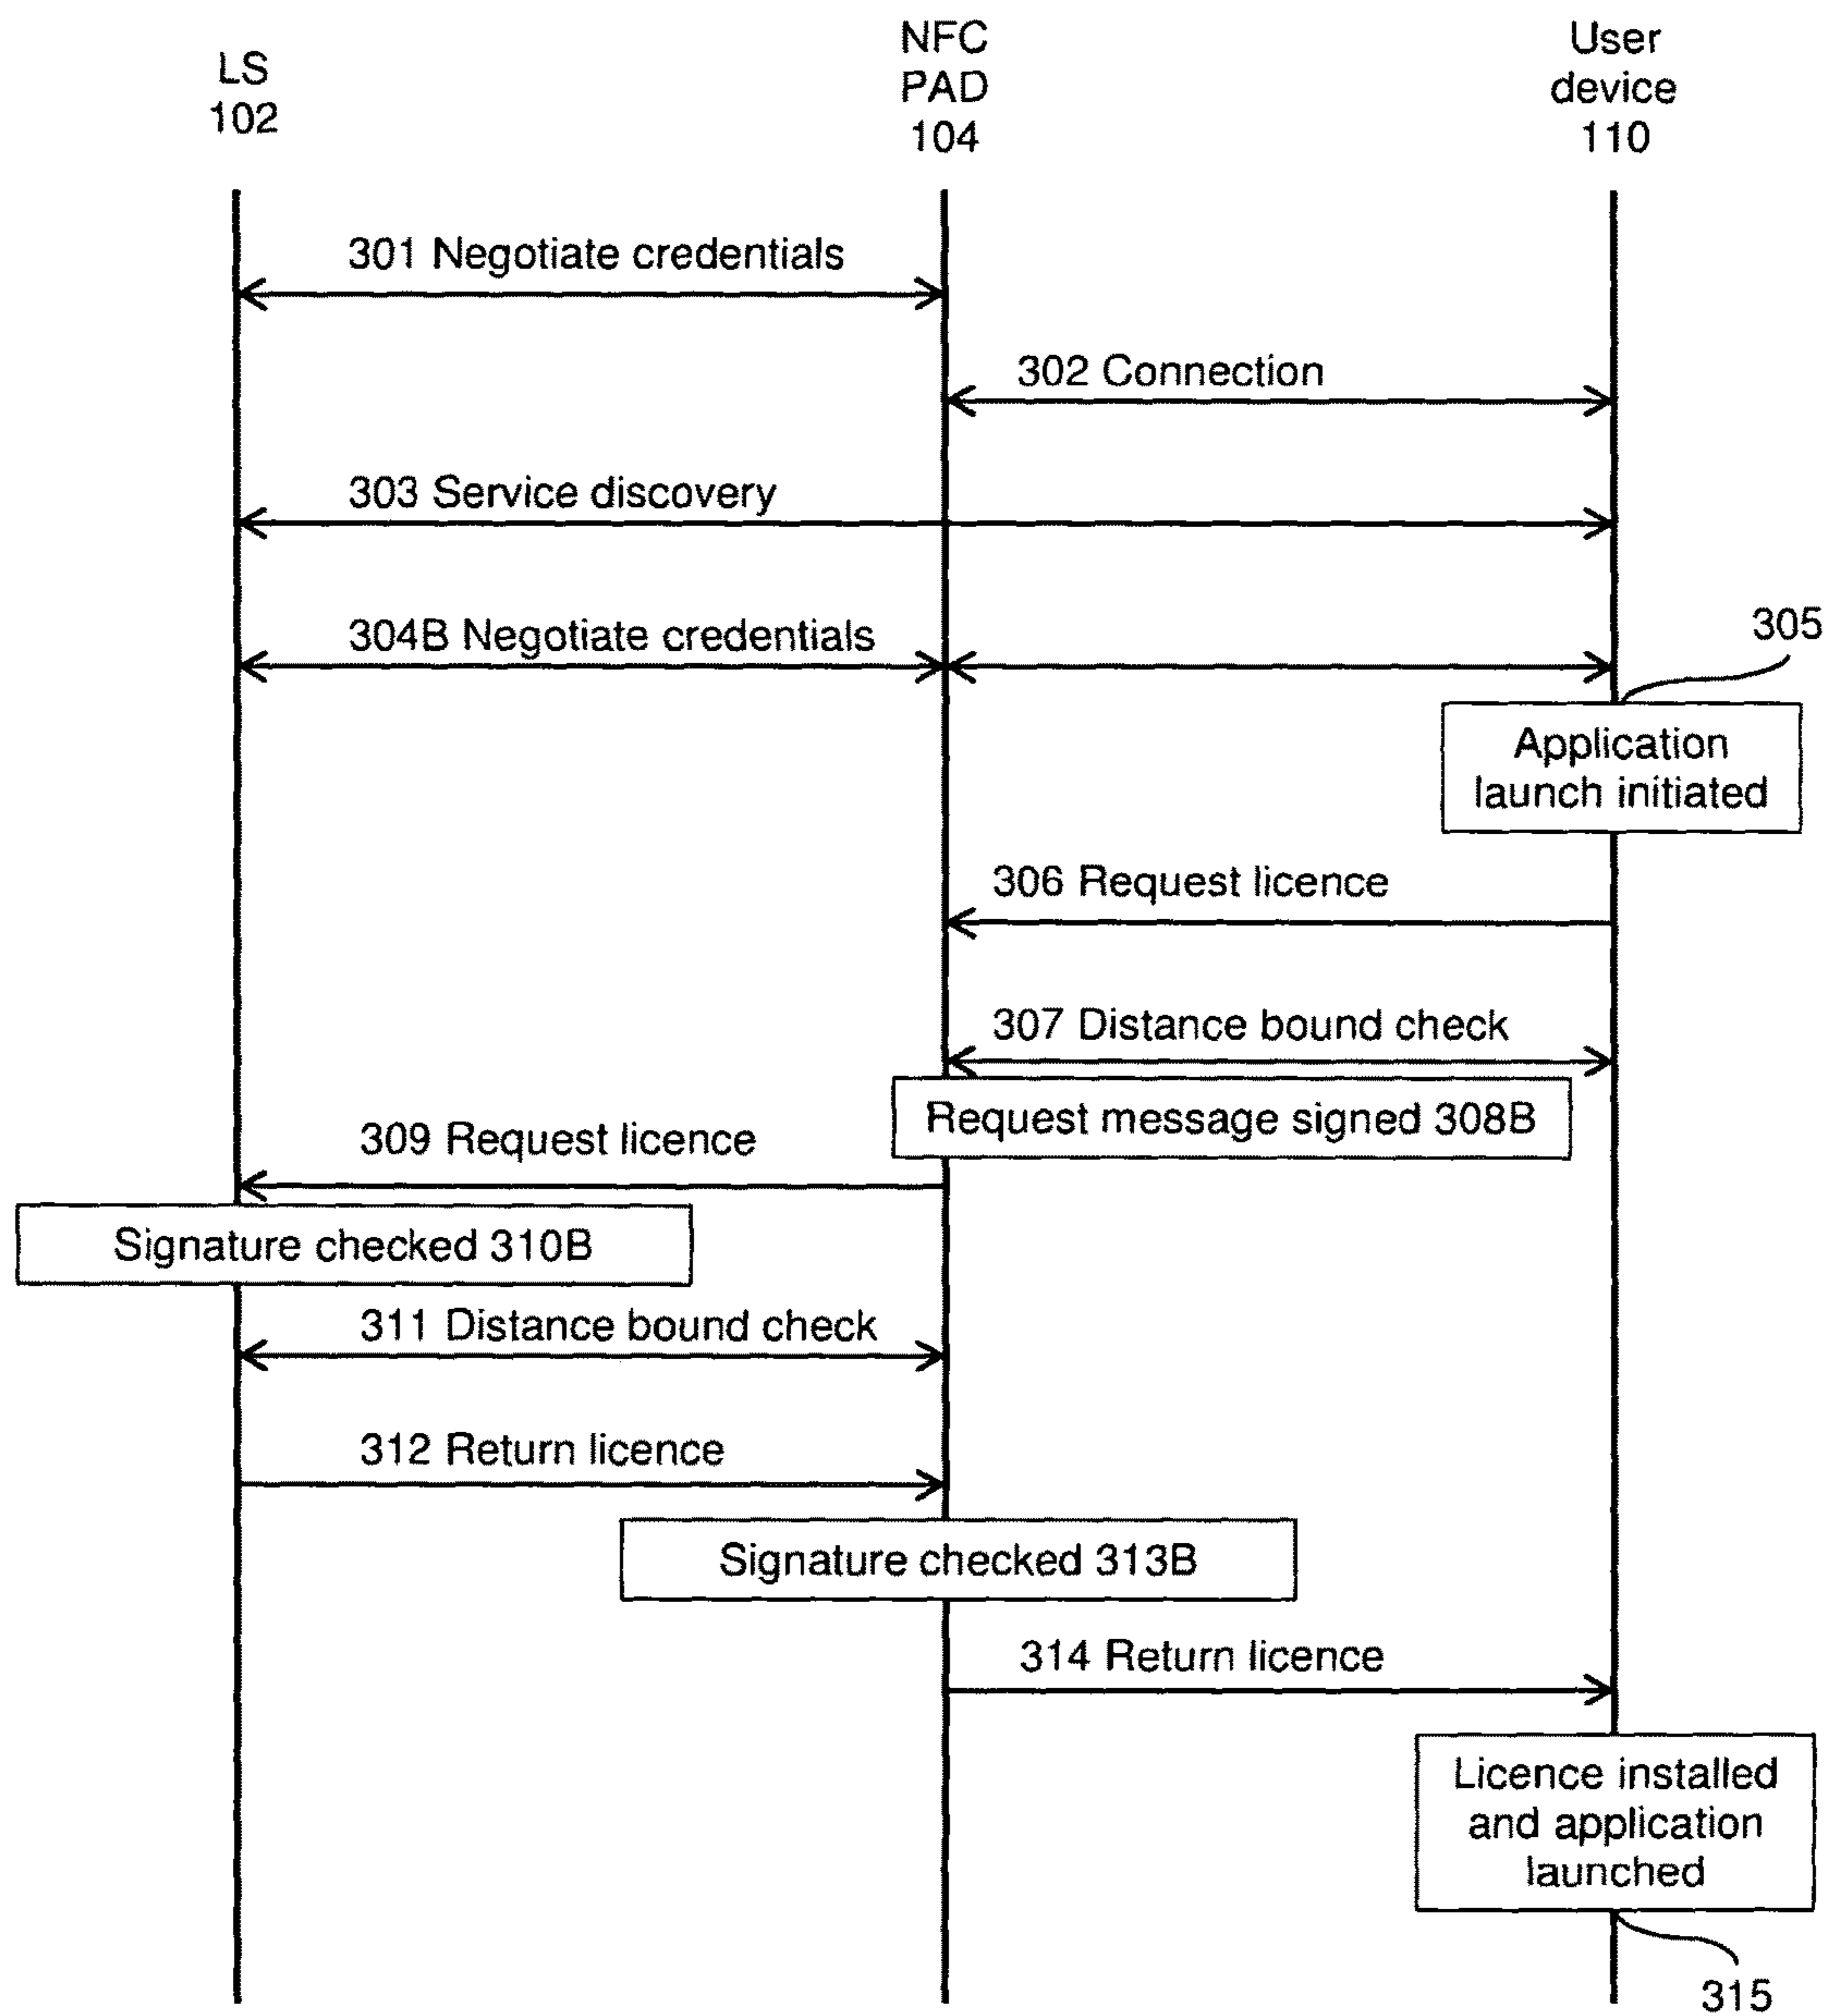 LS
102
NFC
PAD
104
User
device
110
301 Negotiate credentials
302 Connection
303 Service discovery
304B Negotiate credentials
305
Application
launch initiated
306 Request licence
307 Distance bound check
Request message signed 308B
309 Request licence
Signature checked 310B
311 Distance bound check
312 Return licence
Signature checked 313B
314 Return licence
Licence installed
and application
launched
315